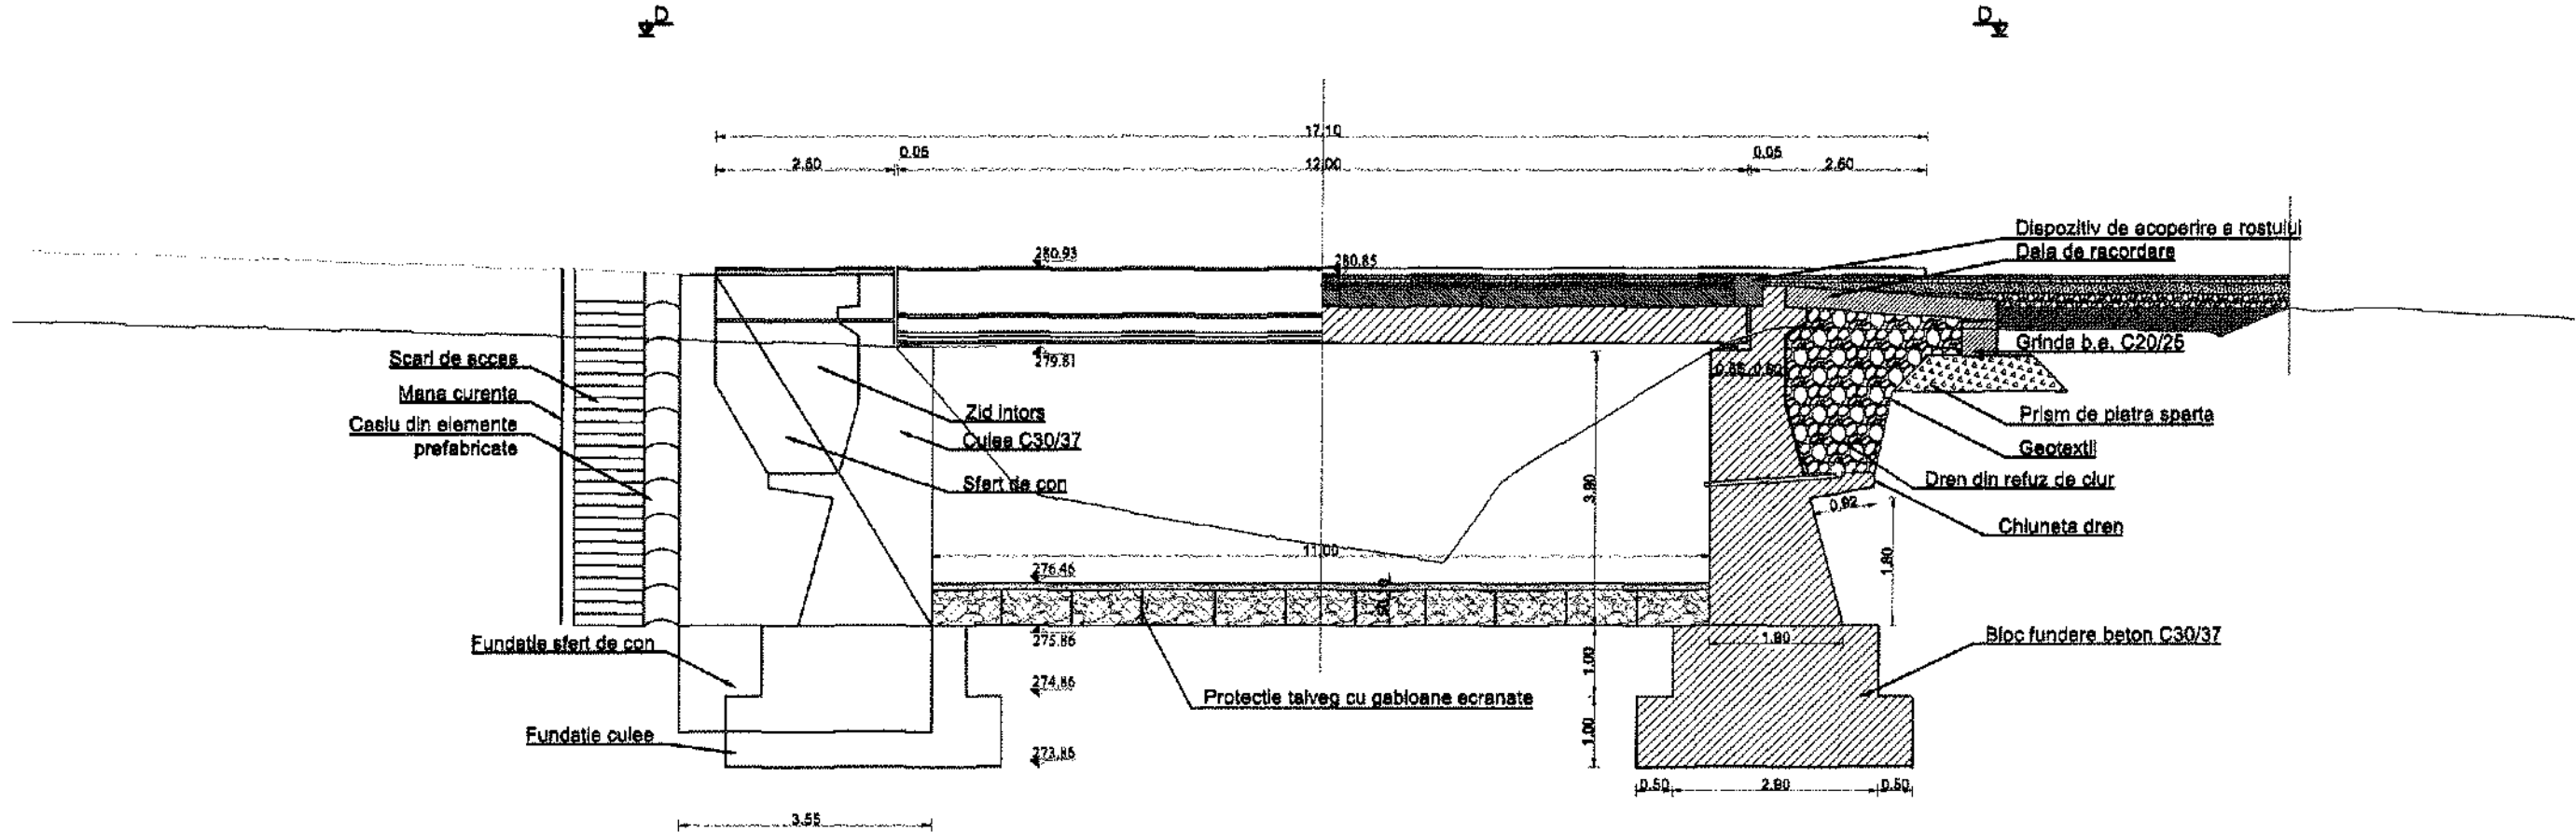 D
D
17.10
0.05
0.05
2.50
12.00
2.50
280.93
280.85
Dispozitiv de acoperire a rostului
Dala de racordare
Grinda b.a. C20/25
279.81
Scari de acces
Mana curenta
Casiu din elemente
prefabricate
Zid intors
Culee C30/37
Sfert de con
Prism de piatra sparta
Geotextil
Dren din refuz de ciur
Chiuneta dren
3.90
0.92
1.80
11.00
276.46
275.86
1.90
Fundatie sfert de con
Bloc fundare beton C30/37
1.00
274.86
Protectie talveg cu gabioane ecranate
Fundatie culee
1.00
273.86
0.50
2.90
0.50
3.55